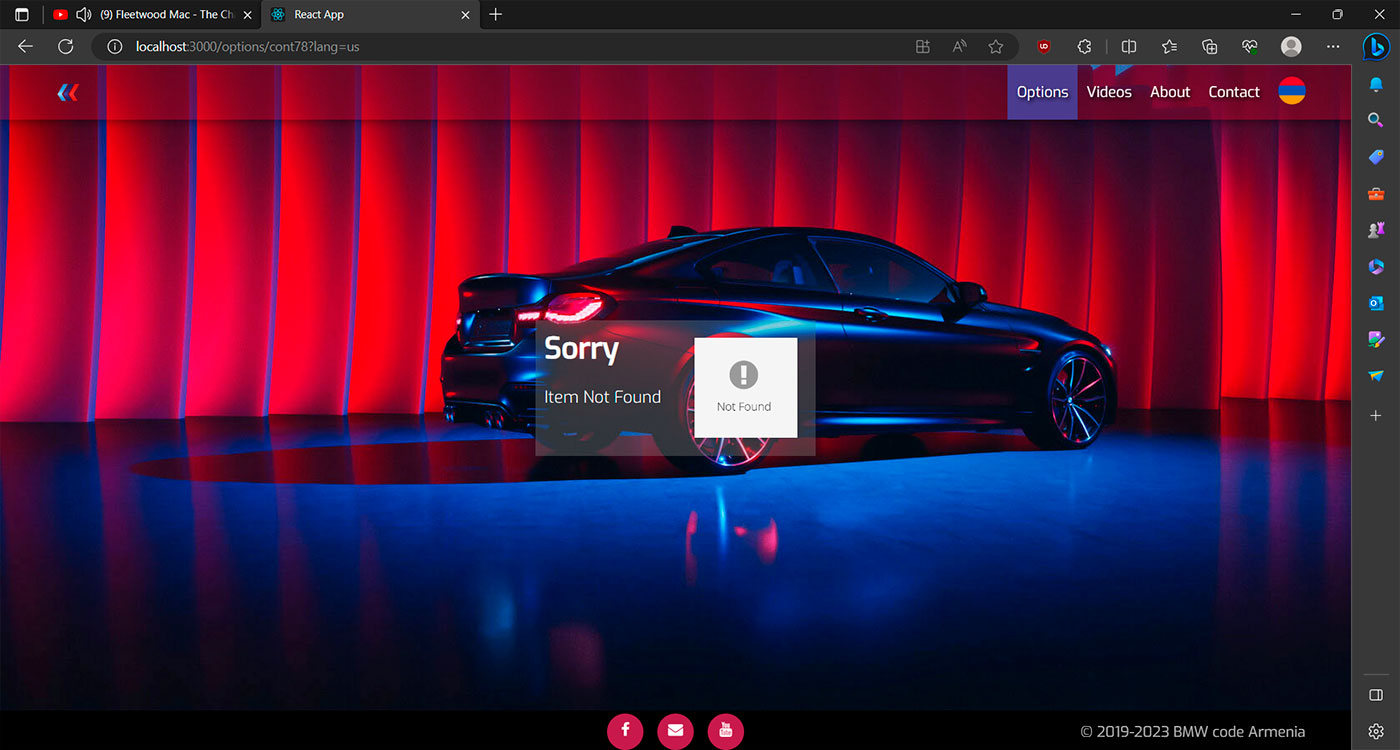 (9) Fleetwood Mac - The Ch
React App
localhost:3000/options/cont78?lang=us
Options
Videos
About
Contact
Sorry
Item Not Found
Not Found
© 2019-2023 BMW code Armenia